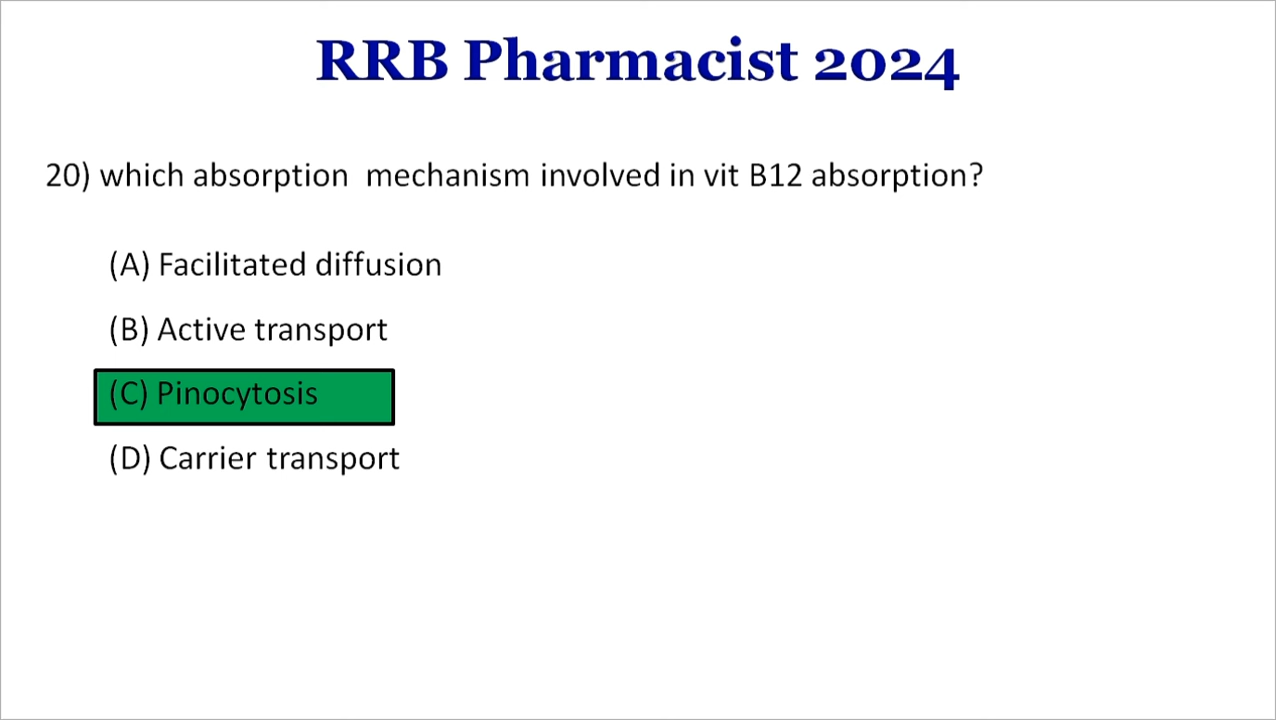 RRB Pharmacist 2024
20) which absorption mechanism involved in vit B12 absorption?
(A) Facilitated diffusion
(B) Active transport
(C) Pinocytosis
(D) Carrier transport